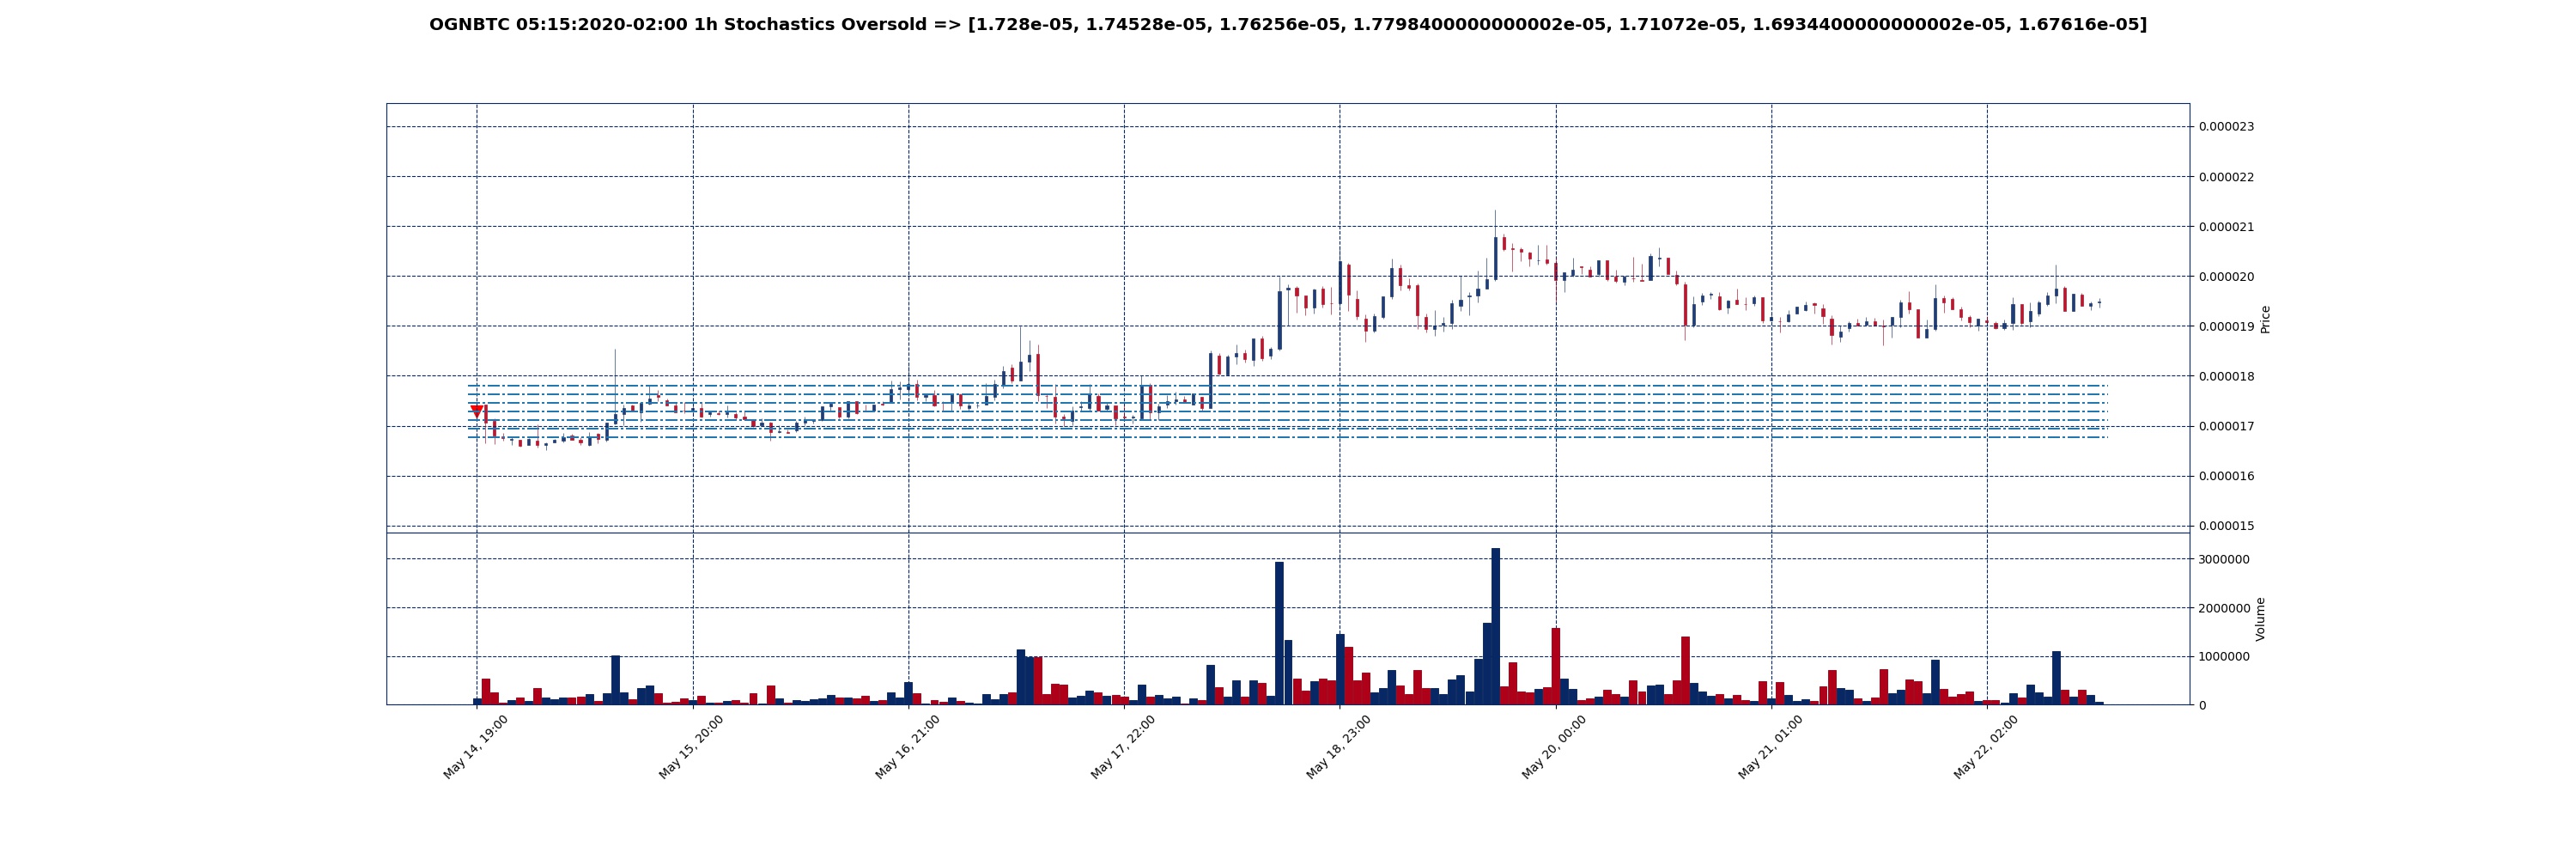 OGNBTC 05:15:2020-02:00 1h Stochastics Oversold => [1.728e-05, 1.74528e-05, 1.76256e-05, 1.7798400000000002e-05, 1.71072e-05, 1.6934400000000002e-05, 1.67616e-05]
0.000023
0.000022
0.000021
0.000020
0.000019
0.000018
0.000017
0.000016
0.000015
Price
3000000
2000000
1000000
0
Volume
May 14, 19:00
May 15, 20:00
May 16, 21:00
May 17, 22:00
May 18, 23:00
May 20, 00:00
May 21, 01:00
May 22, 02:00